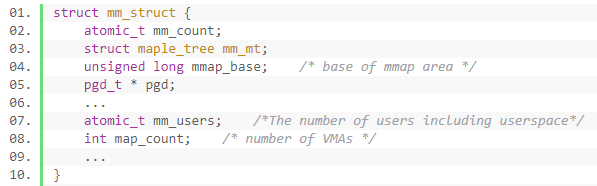 01. struct mm_struct {
02.     atomic_t mm_count;
03.     struct maple_tree mm_mt;
04.     unsigned long mmap_base;    /* base of mmap area */
05.     pgd_t * pgd;
06.     ...
07.     atomic_t mm_users;    /*The number of users including userspace*/
08.     int map_count;    /* number of VMAs */
09.     ...
10. }